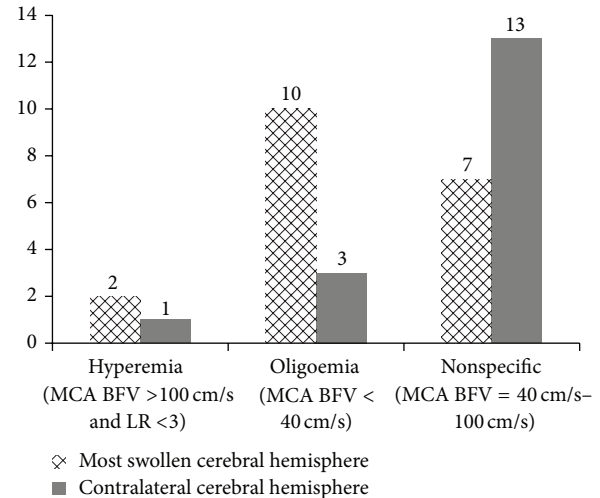 14
12
10
8
6
4
2
0
2
1
10
3
7
13
Hyperemia
(MCA BFV >100 cm/s
and LR <3)
Oligoemia
(MCA BFV <
40 cm/s)
Nonspecific
(MCA BFV = 40 cm/s–
100 cm/s)
Most swollen cerebral hemisphere
Contralateral cerebral hemisphere